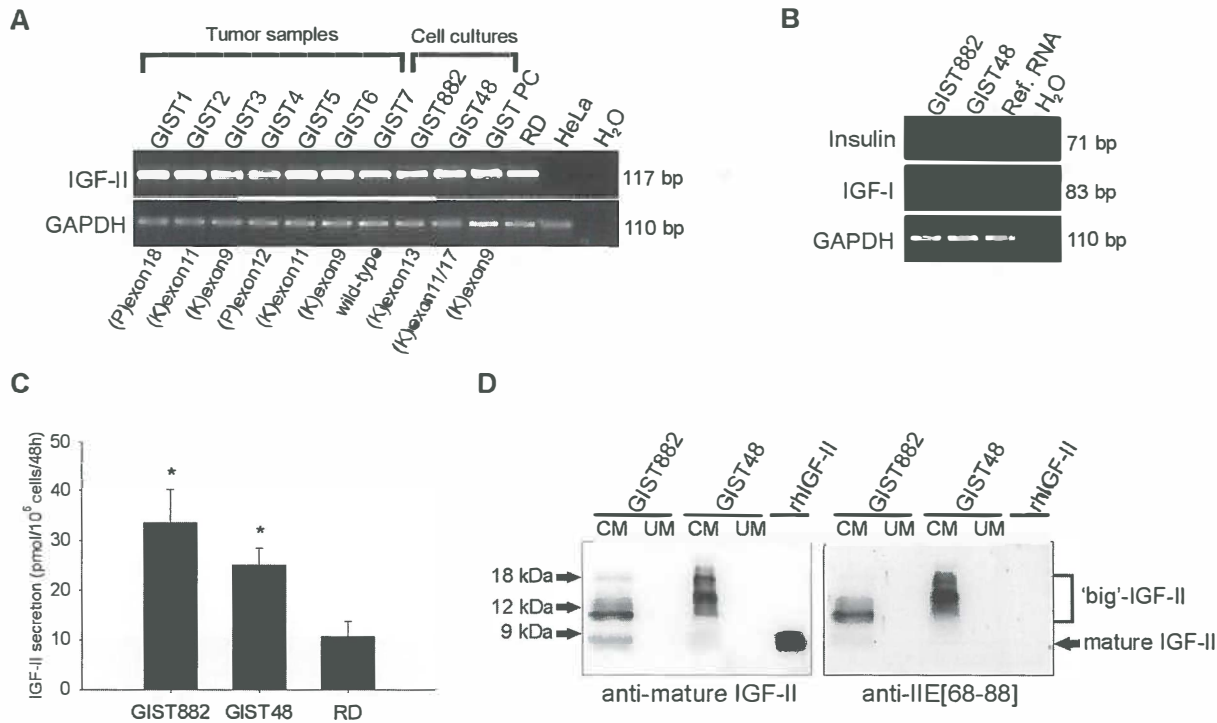 A
Tumor samples
Cell cultures
GIST1
GIST2
GIST3
GIST4
GIST5
GIST6
GIST7
GIST882
GIST48
GIST PC
RD
HeLa
H₂O
IGF-II
117 bp
GAPDH
110 bp
(P)exon18
(K)exon11
(K)exon9
(P)exon12
(K)exon11
(K)exon9
wild-type
(K)exon13
(K)exon11/17
(K)exon9
B
GIST882
GIST48
Ref. RNA
H₂O
Insulin
71 bp
IGF-I
83 bp
GAPDH
110 bp
C
IGF-II secretion (pmol/10⁶ cells/48h)
50
40
30
20
10
0
*
*
GIST882
GIST48
RD
D
GIST882
GIST48
rhIGF-II
GIST882
GIST48
rhIGF-II
CM UM CM UM
CM UM CM UM
18 kDa
12 kDa
9 kDa
'big'-IGF-II
mature IGF-II
anti-mature IGF-II
anti-IIE[68-88]